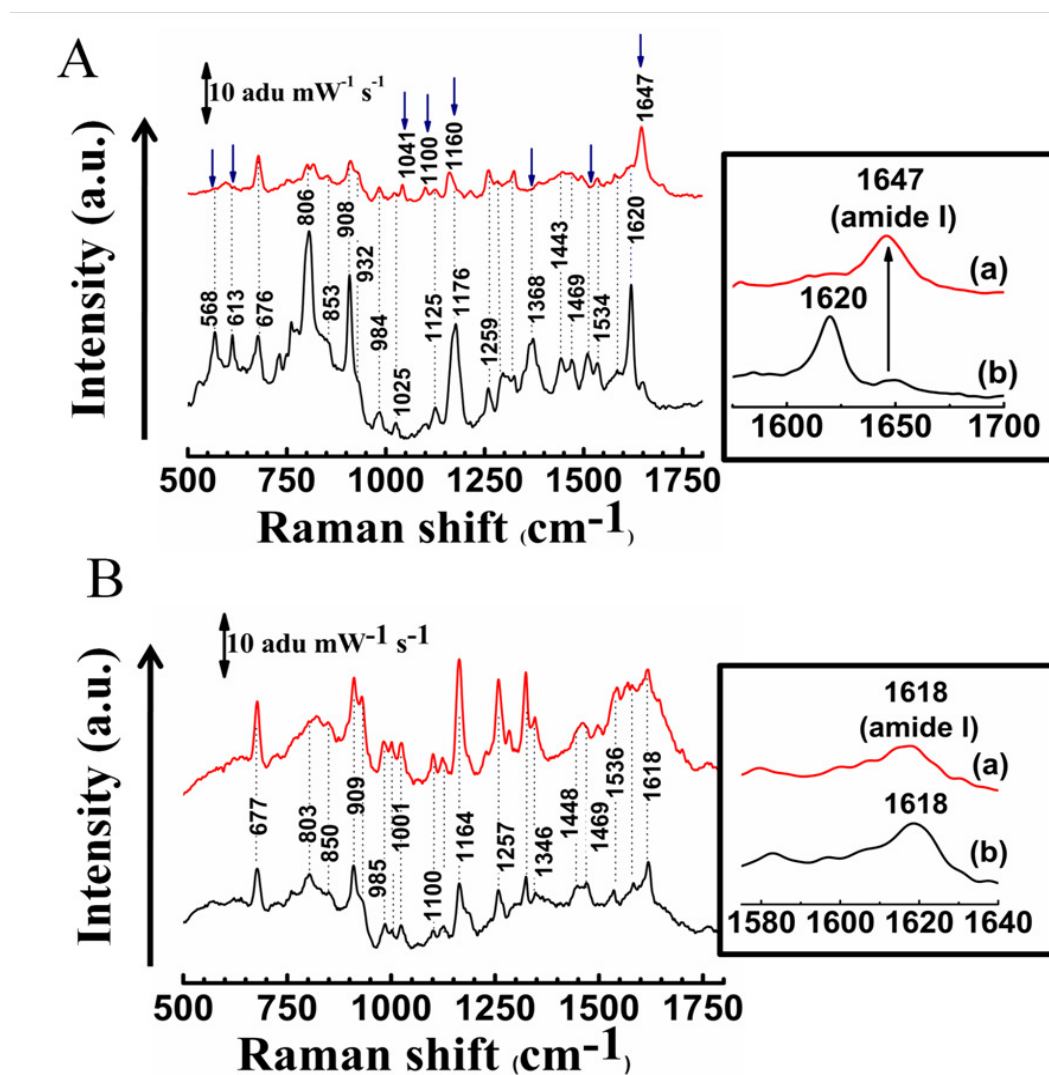 A
10 adu mW-1 s-1
1041
1100
1160
1647
Intensity (a.u.)
568
613
676
806
853
908
932
984
1025
1125
1176
1259
1368
1443
1469
1534
1620
500 750 1000 1250 1500 1750
Raman shift (cm-1)
1647
(amide I)
(a)
1620
(b)
1600 1650 1700
B
10 adu mW-1 s-1
Intensity (a.u.)
677
803
850
909
985
1001
1100
1164
1257
1346
1448
1469
1536
1618
500 750 1000 1250 1500 1750
Raman shift (cm-1)
1618
(amide I)
(a)
1618
(b)
1580 1600 1620 1640